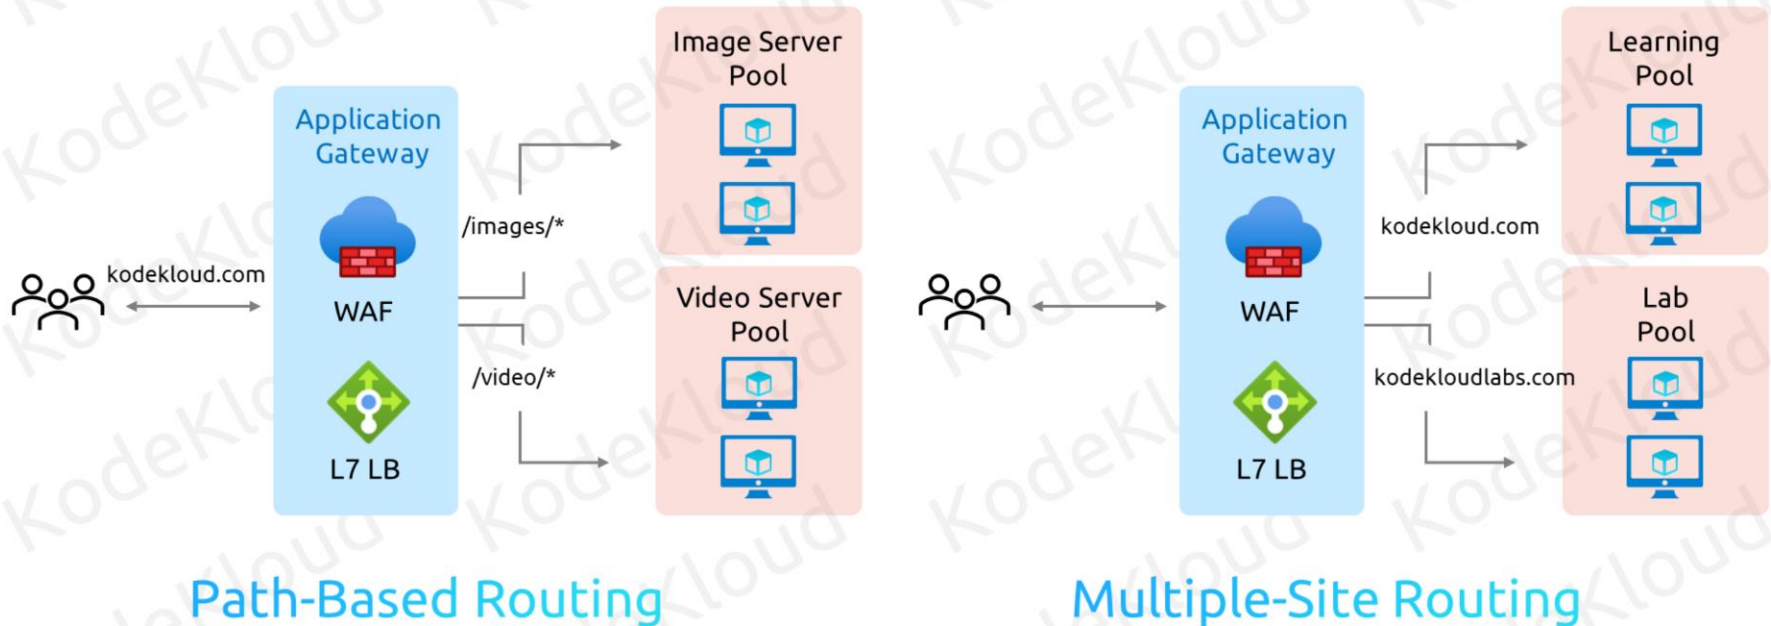 Image Server
Pool
Application
Gateway
/images/*
kodekloud.com
WAF
Video Server
Pool
/video/*
L7 LB
Path-Based Routing
Learning
Pool
Application
Gateway
kodekloud.com
WAF
Lab
Pool
kodekloudlabs.com
L7 LB
Multiple-Site Routing
KodeKloud